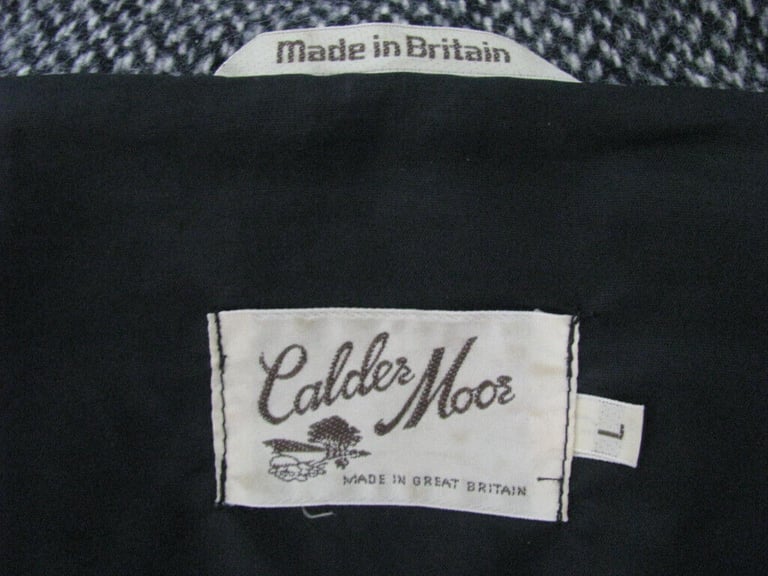 Made in Britain
Calder Moor
MADE IN GREAT BRITAIN
L